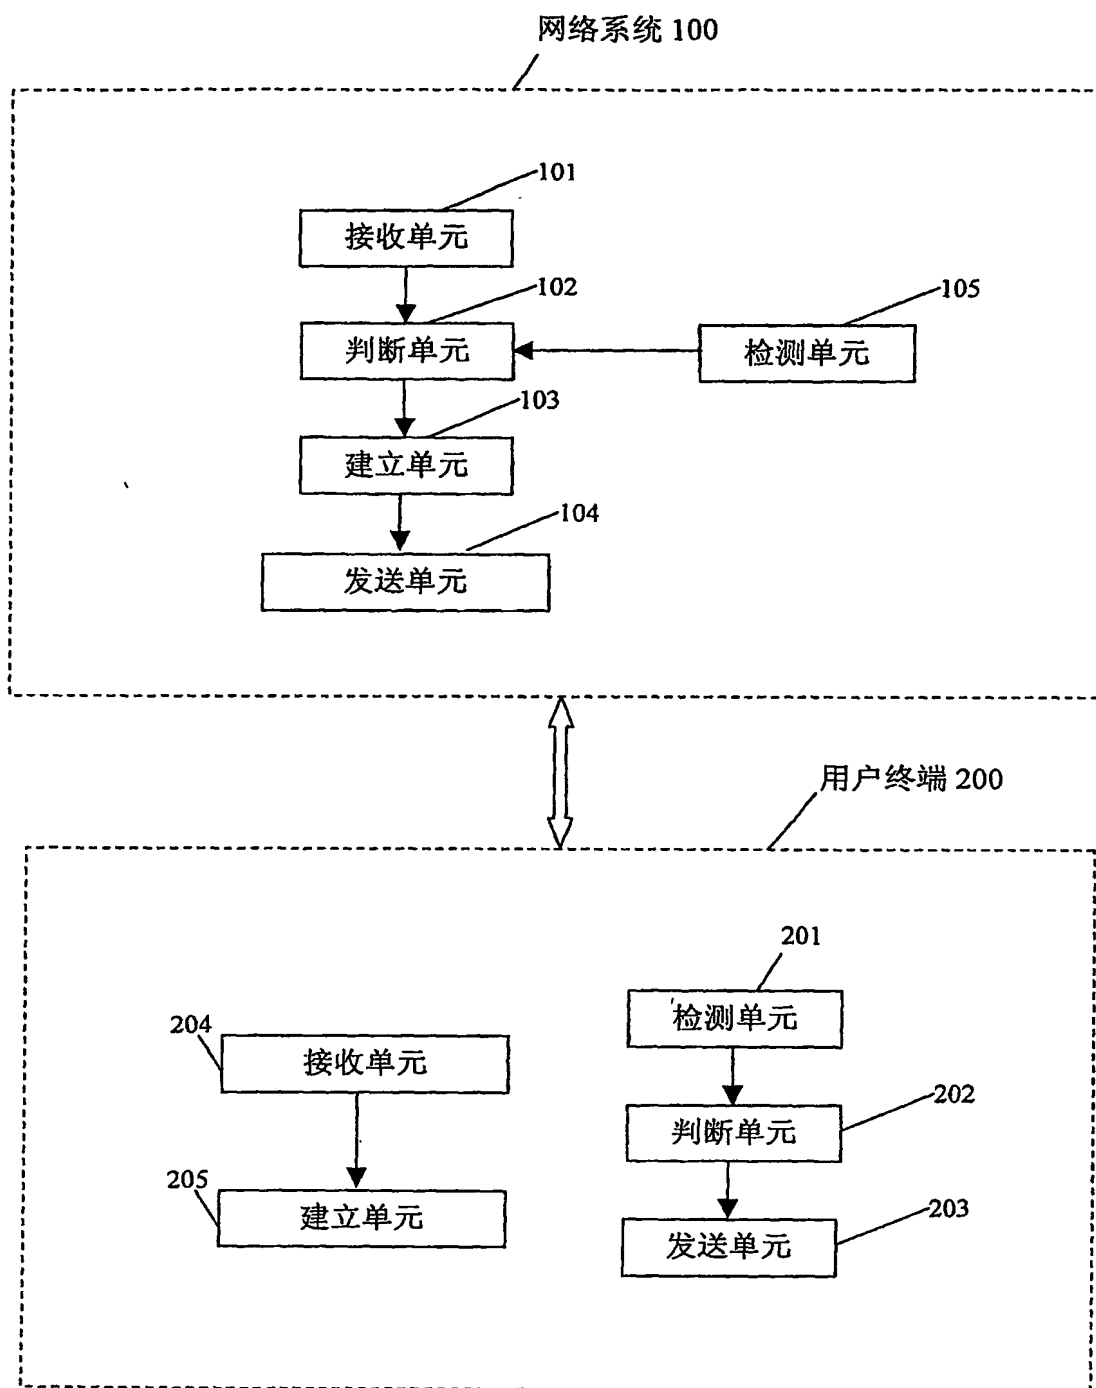 网络系统 100
101
接收单元
102
105
判断单元
检测单元
103
建立单元
104
发送单元
用户终端 200
201
检测单元
204
接收单元
202
判断单元
205
建立单元
203
发送单元